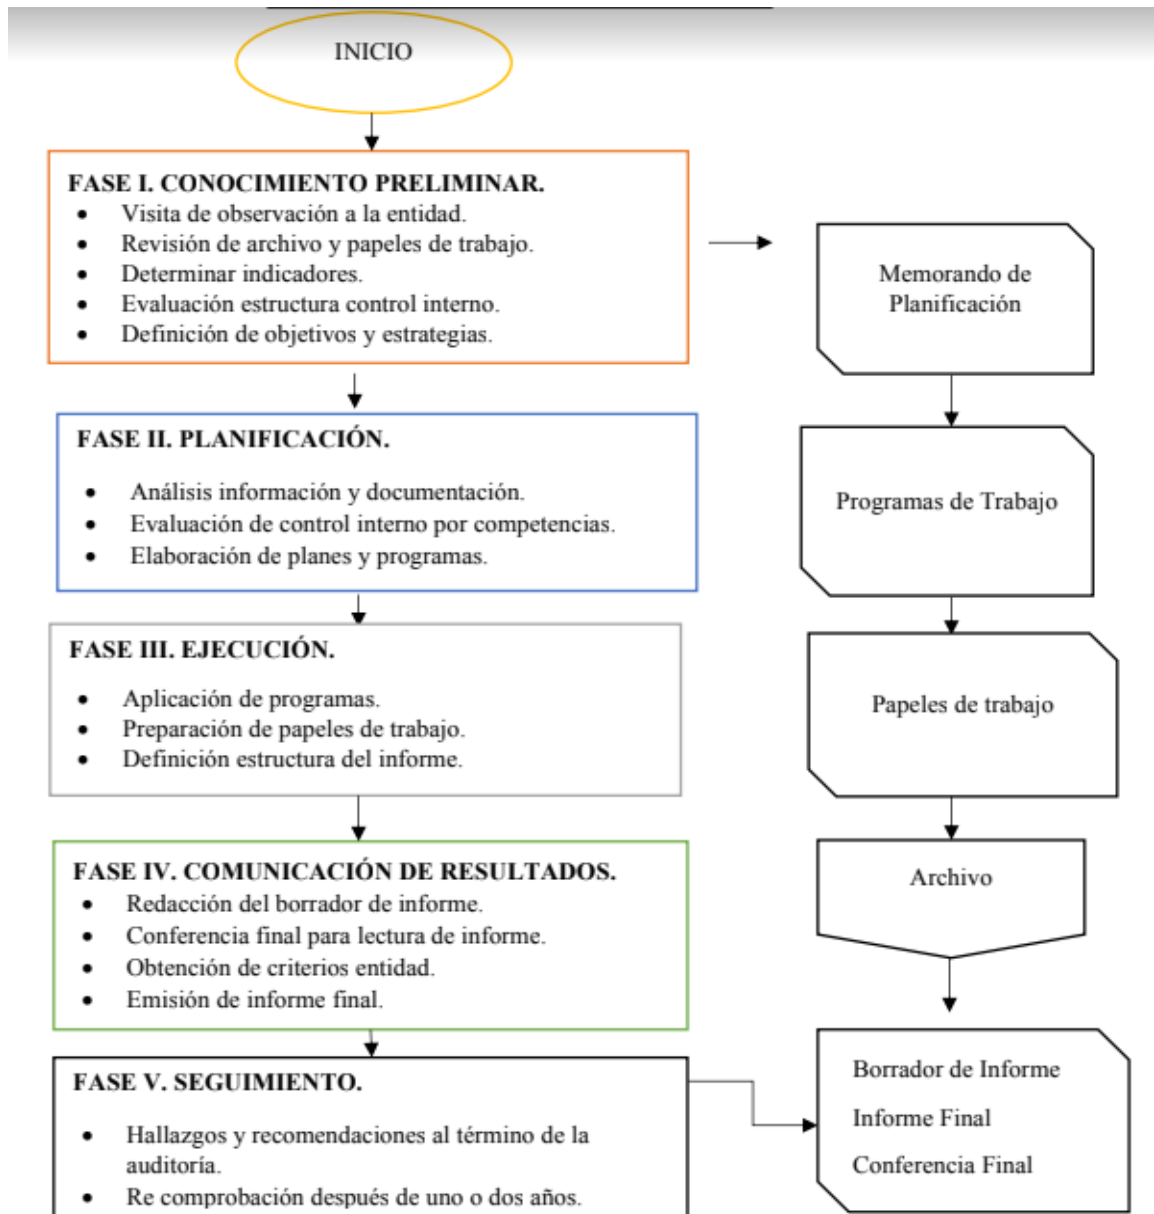 INICIO
FASE I. CONOCIMIENTO PRELIMINAR.
• Visita de observación a la entidad.
• Revisión de archivo y papeles de trabajo.
• Determinar indicadores.
• Evaluación estructura control interno.
• Definición de objetivos y estrategias.
Memorando de
Planificación
FASE II. PLANIFICACIÓN.
• Análisis información y documentación.
• Evaluación de control interno por competencias.
• Elaboración de planes y programas.
Programas de Trabajo
FASE III. EJECUCIÓN.
• Aplicación de programas.
• Preparación de papeles de trabajo.
• Definición estructura del informe.
Papeles de trabajo
FASE IV. COMUNICACIÓN DE RESULTADOS.
• Redacción del borrador de informe.
• Conferencia final para lectura de informe.
• Obtención de criterios entidad.
• Emisión de informe final.
Archivo
FASE V. SEGUIMIENTO.
• Hallazgos y recomendaciones al término de la
auditoría.
• Re comprobación después de uno o dos años.
Borrador de Informe
Informe Final
Conferencia Final